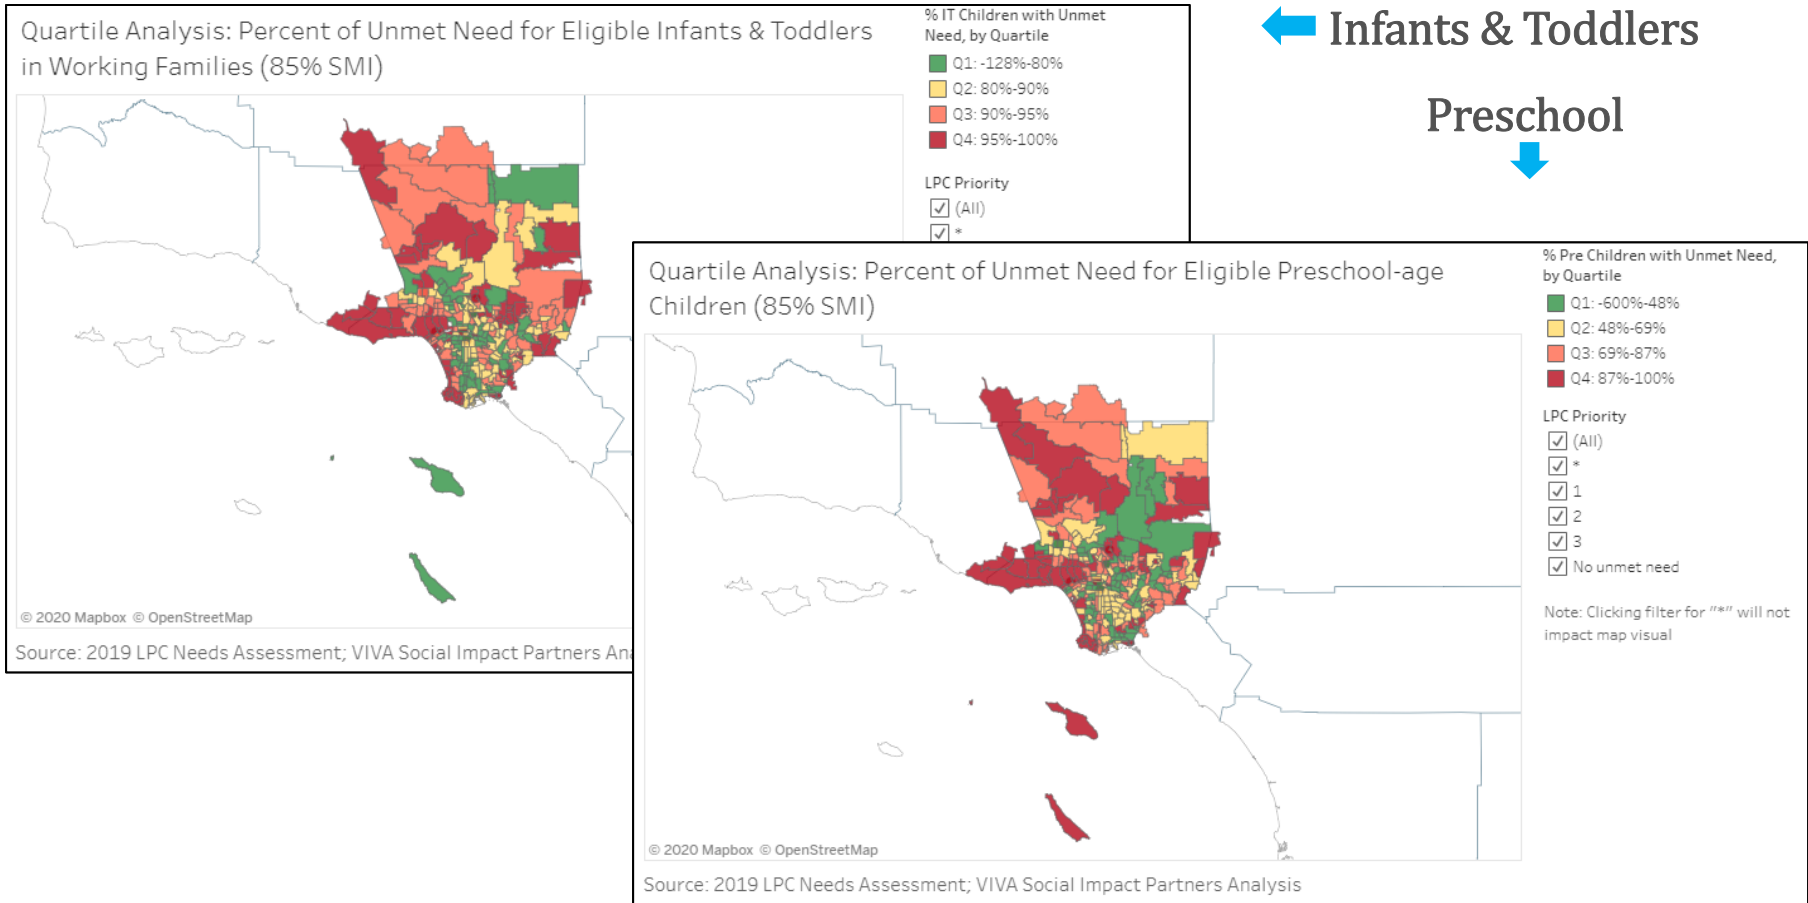 Quartile Analysis: Percent of Unmet Need for Eligible Infants & Toddlers
in Working Families (85% SMI)
% IT Children with Unmet
Need, by Quartile
Q1: -128%-80%
Q2: 80%-90%
Q3: 90%-95%
Q4: 95%-100%
LPC Priority
(All)
*
© 2020 Mapbox © OpenStreetMap
Source: 2019 LPC Needs Assessment; VIVA Social Impact Partners
Infants & Toddlers
Preschool
Quartile Analysis: Percent of Unmet Need for Eligible Preschool-age
Children (85% SMI)
% Pre Children with Unmet Need,
by Quartile
Q1: -600%-48%
Q2: 48%-69%
Q3: 69%-87%
Q4: 87%-100%
LPC Priority
(All)
*
1
2
3
No unmet need
Note: Clicking filter for "*" will not
impact map visual
© 2020 Mapbox © OpenStreetMap
Source: 2019 LPC Needs Assessment; VIVA Social Impact Partners Analysis